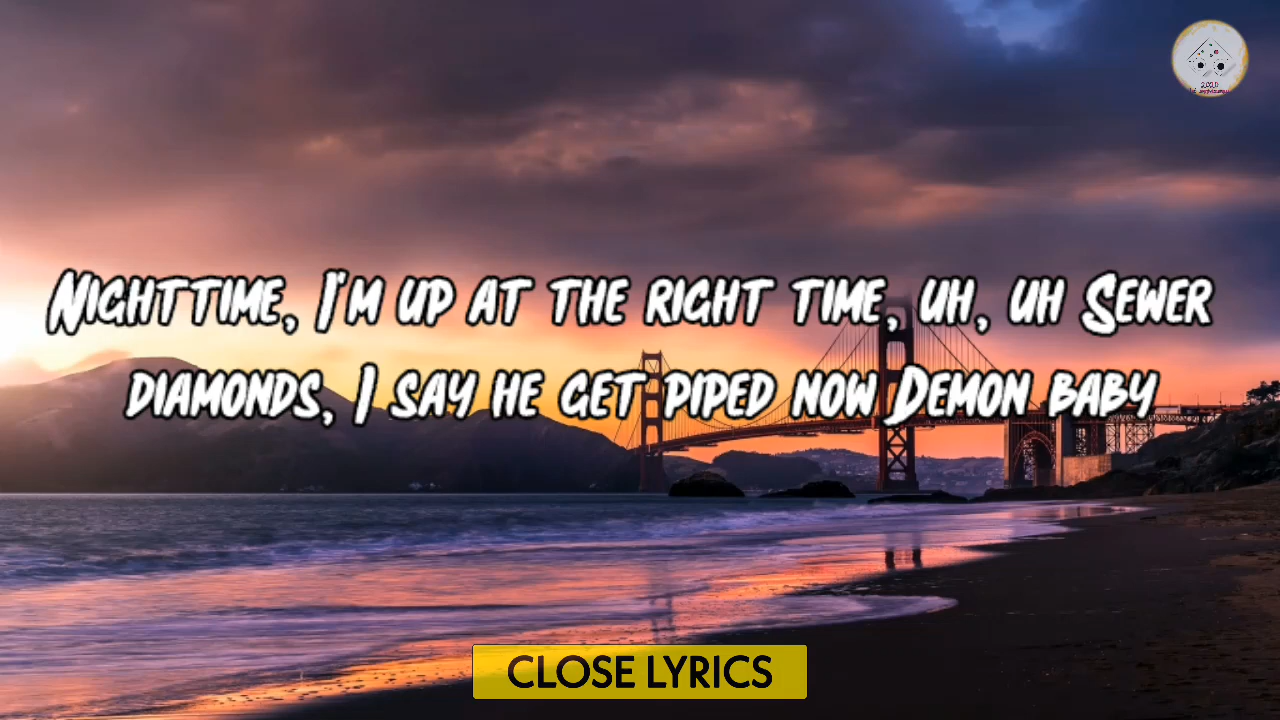 2020
Nighttime, I'm up at the right time, uh, uh Sewer
diamonds, I say he get piped now Demon baby
CLOSE LYRICS